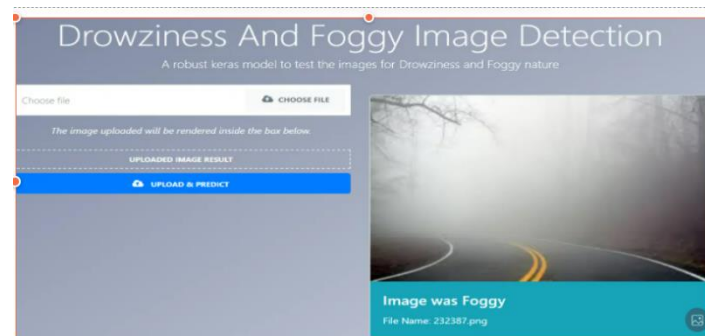 Drowziness And Foggy Image Detection
A robust keras model to test the images for Drowziness and Foggy nature
Choose file
CHOOSE FILE
The image uploaded will be rendered inside the box below.
UPLOADED IMAGE RESULT
UPLOAD & PREDICT
Image was Foggy
File Name: 232387.png